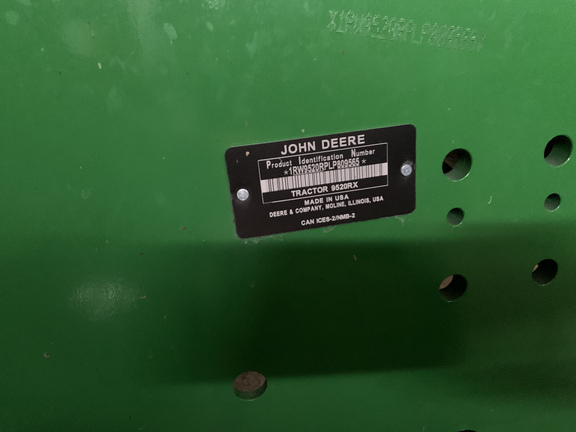 X1RW9520RPLP809565X
JOHN DEERE
P
Product Identification Number
*1RW9520RPLP809565*
TRACTOR 9520RX
MADE IN USA
DEERE & COMPANY, MOLINE, ILLINOIS, USA
CAN ICES-2/NMB-2